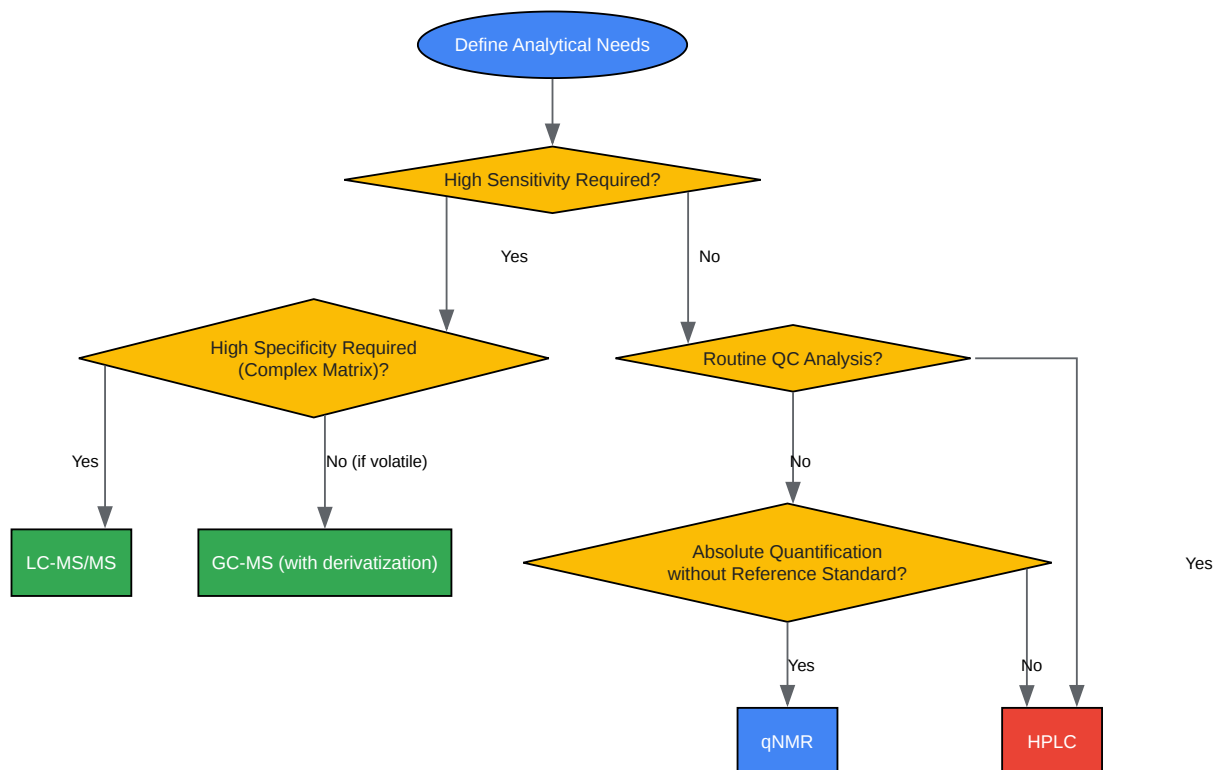 Define Analytical Needs
High Sensitivity Required?
Yes
No
High Specificity Required
(Complex Matrix)?
Routine QC Analysis?
Yes
No (if volatile)
No
LC-MS/MS
GC-MS (with derivatization)
Absolute Quantification
without Reference Standard?
Yes
Yes
No
qNMR
HPLC